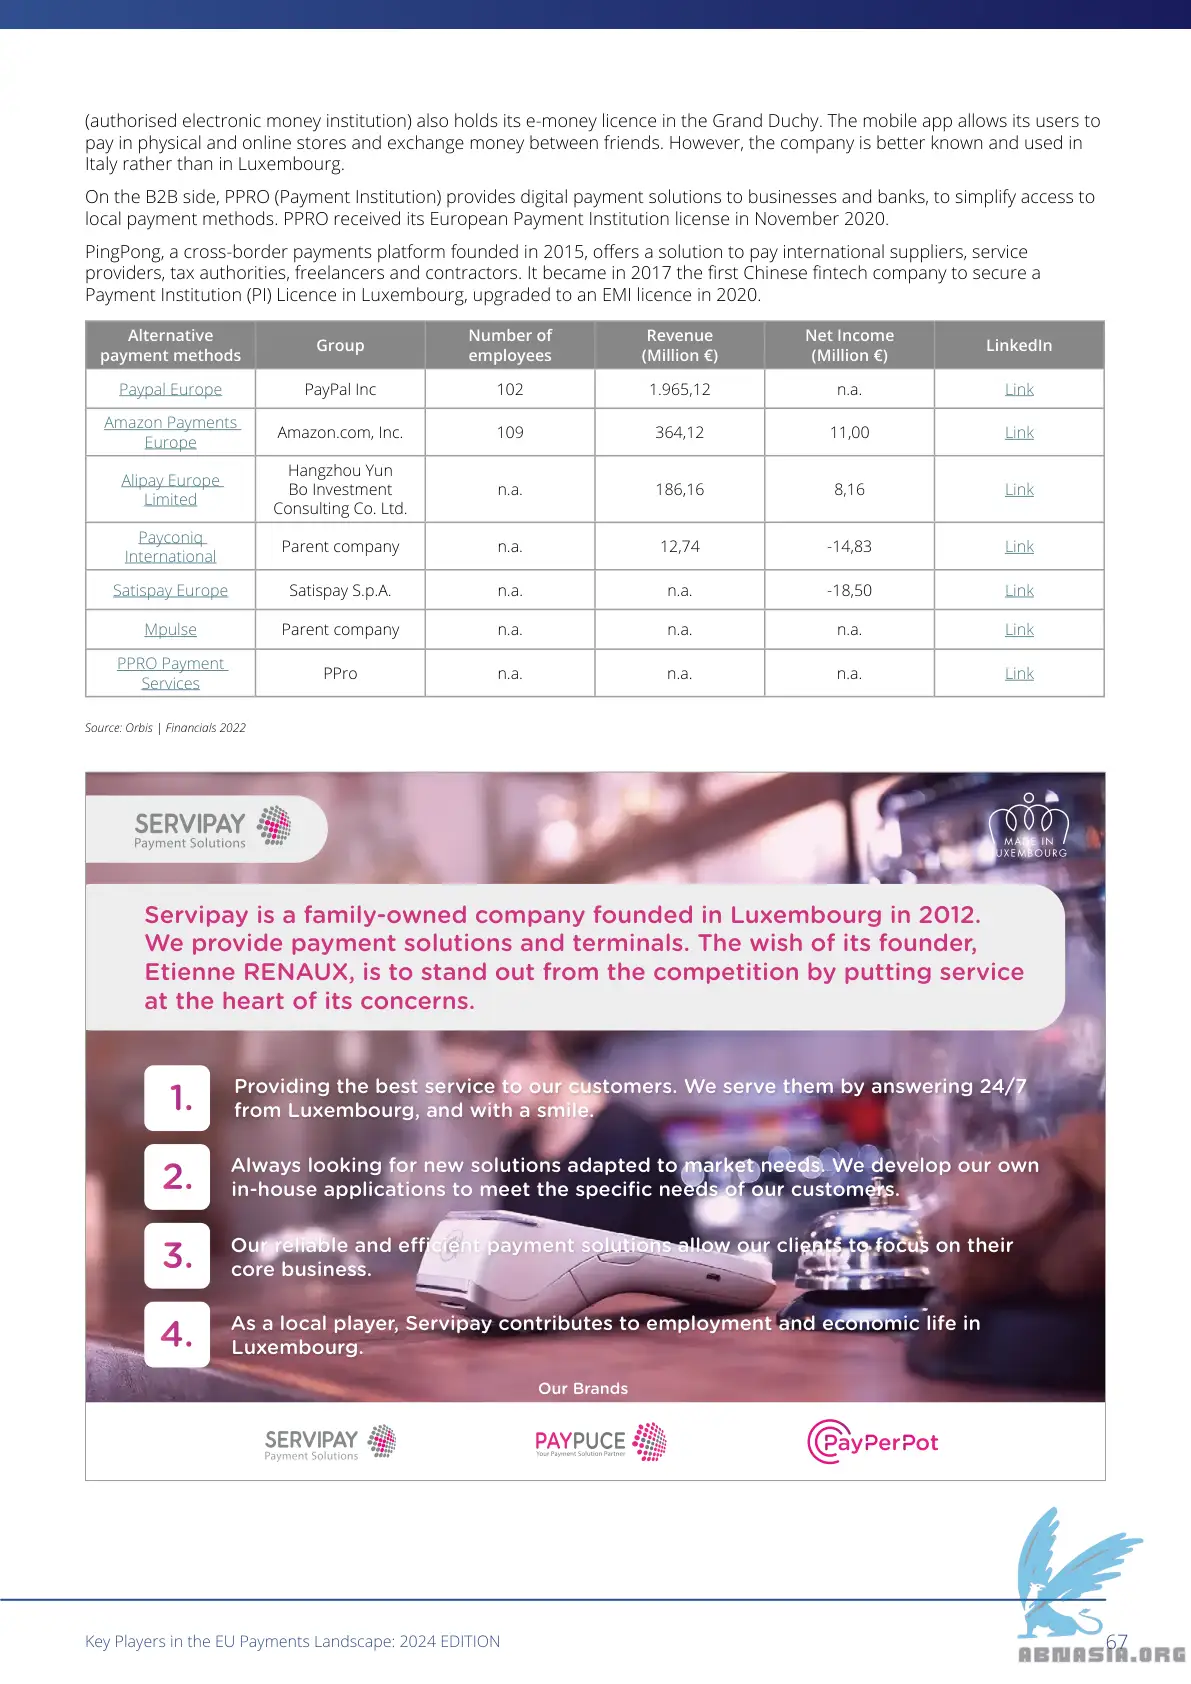 (authorised electronic money institution) also holds its e-money licence in the Grand Duchy. The mobile app allows its users to
pay in physical and online stores and exchange money between friends. However, the company is better known and used in
Italy rather than in Luxembourg.
On the B2B side, PPRO (Payment Institution) provides digital payment solutions to businesses and banks, to simplify access to
local payment methods. PPRO received its European Payment Institution license in November 2020.
PingPong, a cross-border payments platform founded in 2015, offers a solution to pay international suppliers, service
providers, tax authorities, freelancers and contractors. It became in 2017 the first Chinese fintech company to secure a
Payment Institution (PI) Licence in Luxembourg, upgraded to an EMI licence in 2020.
Alternative
payment methods
Group
Number of
employees
Revenue
(Million €)
Net Income
(Million €)
LinkedIn
Paypal Europe
PayPal Inc
102
1.965,12
n.a.
Link
Amazon Payments
Europe
Amazon.com, Inc.
109
364,12
11,00
Link
Alipay Europe
Limited
Hangzhou Yun
Bo Investment
Consulting Co. Ltd.
n.a.
186,16
8,16
Link
Payconiq
International
Parent company
n.a.
12,74
-14,83
Link
Satispay Europe
Satispay S.p.A.
n.a.
n.a.
-18,50
Link
Mpulse
Parent company
n.a.
n.a.
n.a.
Link
PPRO Payment
Services
PPro
n.a.
n.a.
n.a.
Link
Source: Orbis | Financials 2022
SERVIPAY
Payment Solutions
MADE IN
LUXEMBOURG
Servipay is a family-owned company founded in Luxembourg in 2012.
We provide payment solutions and terminals. The wish of its founder,
Etienne RENAUX, is to stand out from the competition by putting service
at the heart of its concerns.
1.
Providing the best service to our customers. We serve them by answering 24/7
from Luxembourg, and with a smile.
2.
Always looking for new solutions adapted to market needs. We develop our own
in-house applications to meet the specific needs of our customers.
3.
Our reliable and efficient payment solutions allow our clients to focus on their
core business.
4.
As a local player, Servipay contributes to employment and economic life in
Luxembourg.
Our Brands
SERVIPAY
Payment Solutions
PAYPUCE
Your Payment Solution Partner
PayPerPot
Key Players in the EU Payments Landscape: 2024 EDITION
67
ABNASIA.ORG